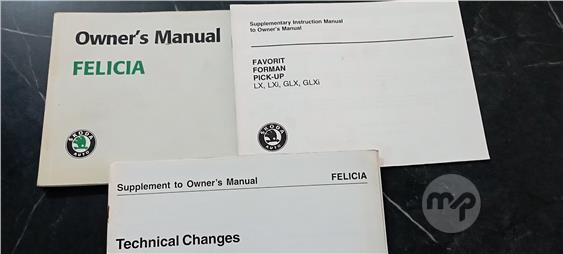 Owner's Manual
FELICIA
ŠKODA
AUTO
Supplementary Instruction Manual
to Owner's Manual
FAVORIT
FORMAN
PICK-UP
LX, LXi, GLX, GLXi
ŠKODA
AUTO
Supplement to Owner's Manual FELICIA
Technical Changes
mp